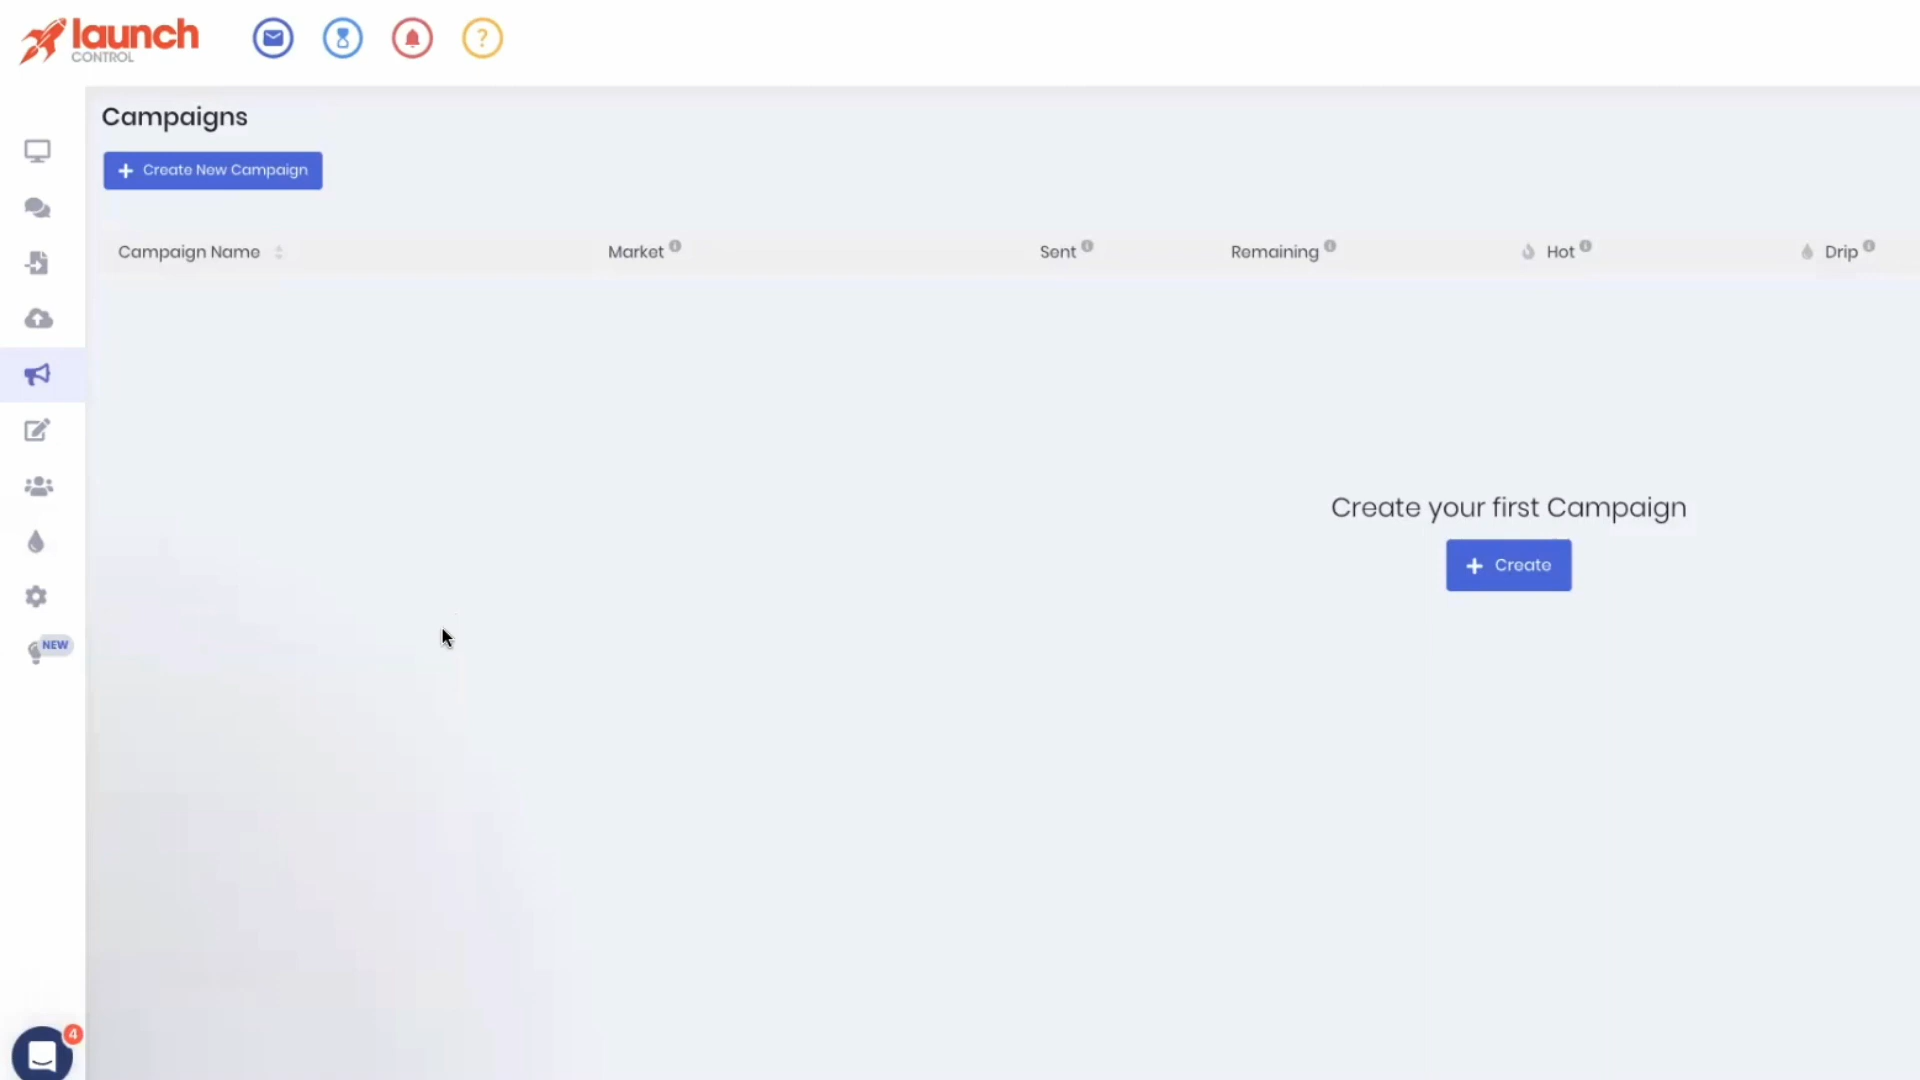 launch
CONTROL
?
Campaigns
+ Create New Campaign
Campaign Name Market Sent Remaining Hot Drip
Create your first Campaign
+ Create
NEW
4